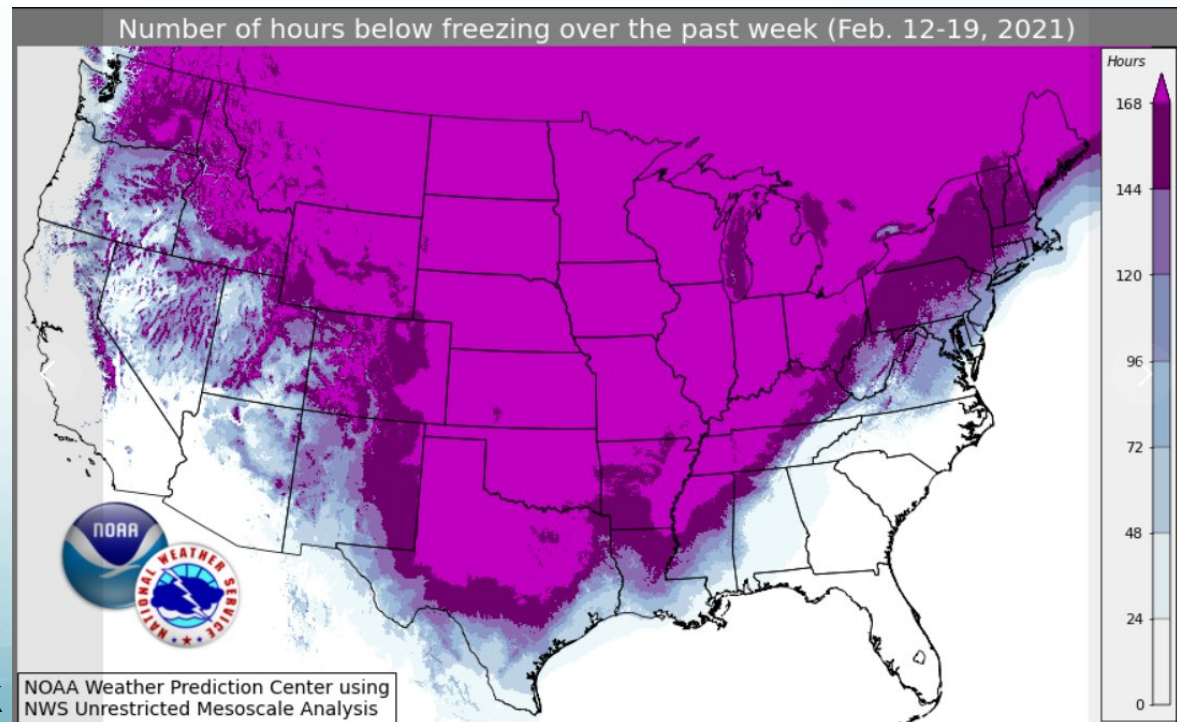 Number of hours below freezing over the past week (Feb. 12-19, 2021)
Hours
168
144
120
96
72
48
24
0
NOAA
NATIONAL WEATHER SERVICE
NOAA Weather Prediction Center using
NWS Unrestricted Mesoscale Analysis